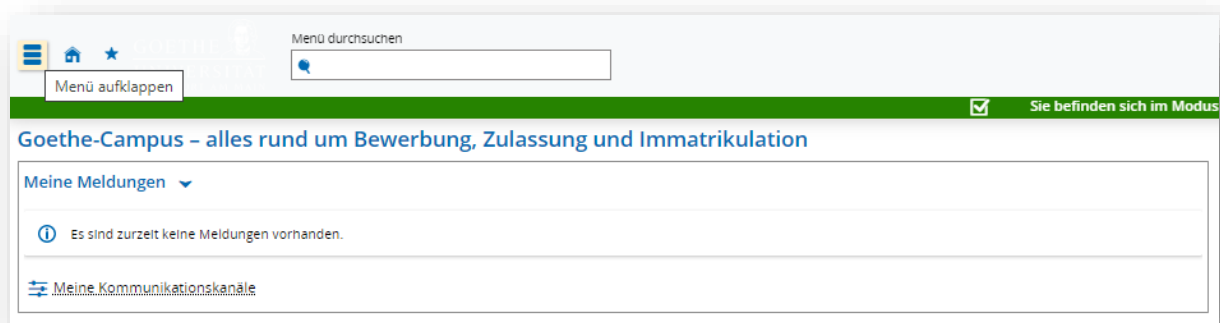 Menü durchsuchen
GOETHE
Menü aufklappen
Sie befinden sich im Modus
Goethe-Campus – alles rund um Bewerbung, Zulassung und Immatrikulation
Meine Meldungen
Es sind zurzeit keine Meldungen vorhanden.
Meine Kommunikationskanäle